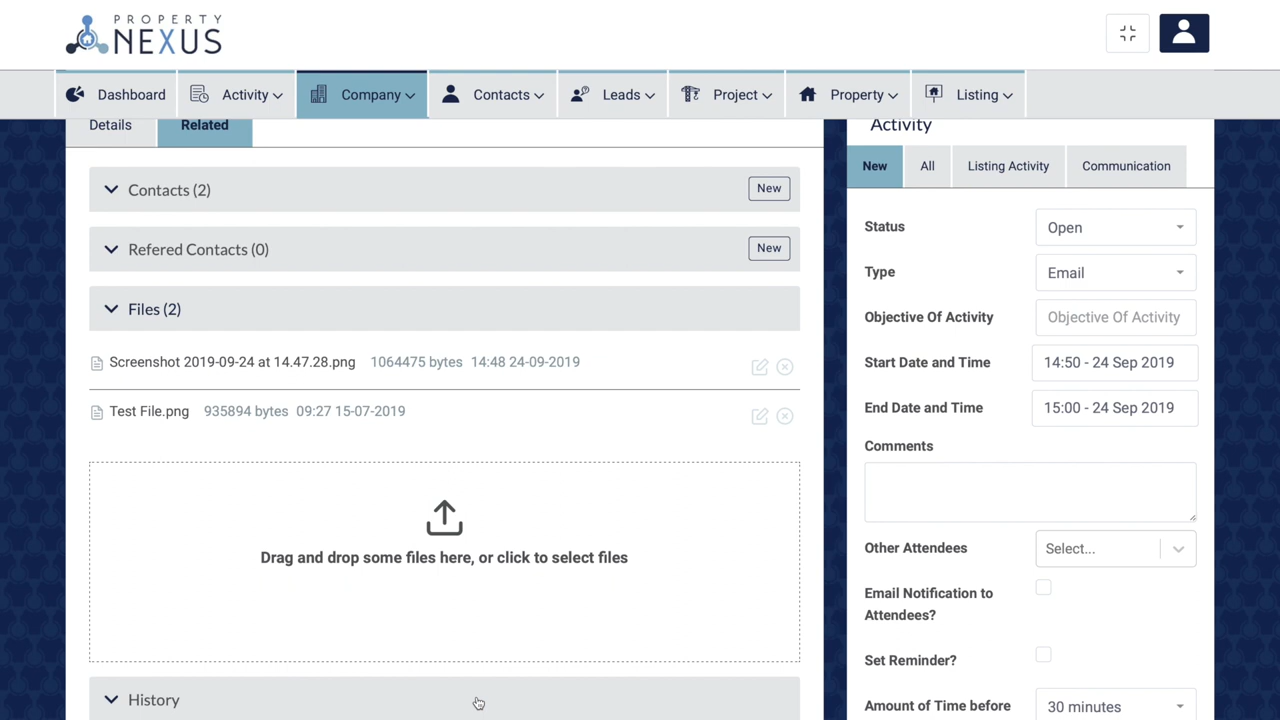 PROPERTY
NEXUS
Dashboard
Activity
Company
Contacts
Leads
Project
Property
Listing
Details
Related
Contacts (2)
New
Refered Contacts (0)
New
Files (2)
Screenshot 2019-09-24 at 14.47.28.png 1064475 bytes 14:48 24-09-2019
Test File.png 935894 bytes 09:27 15-07-2019
Drag and drop some files here, or click to select files
History
Activity
New
All
Listing Activity
Communication
Status
Open
Type
Email
Objective Of Activity
Objective Of Activity
Start Date and Time
14:50 - 24 Sep 2019
End Date and Time
15:00 - 24 Sep 2019
Comments
Other Attendees
Select...
Email Notification to
Attendees?
Set Reminder?
Amount of Time before
30 minutes